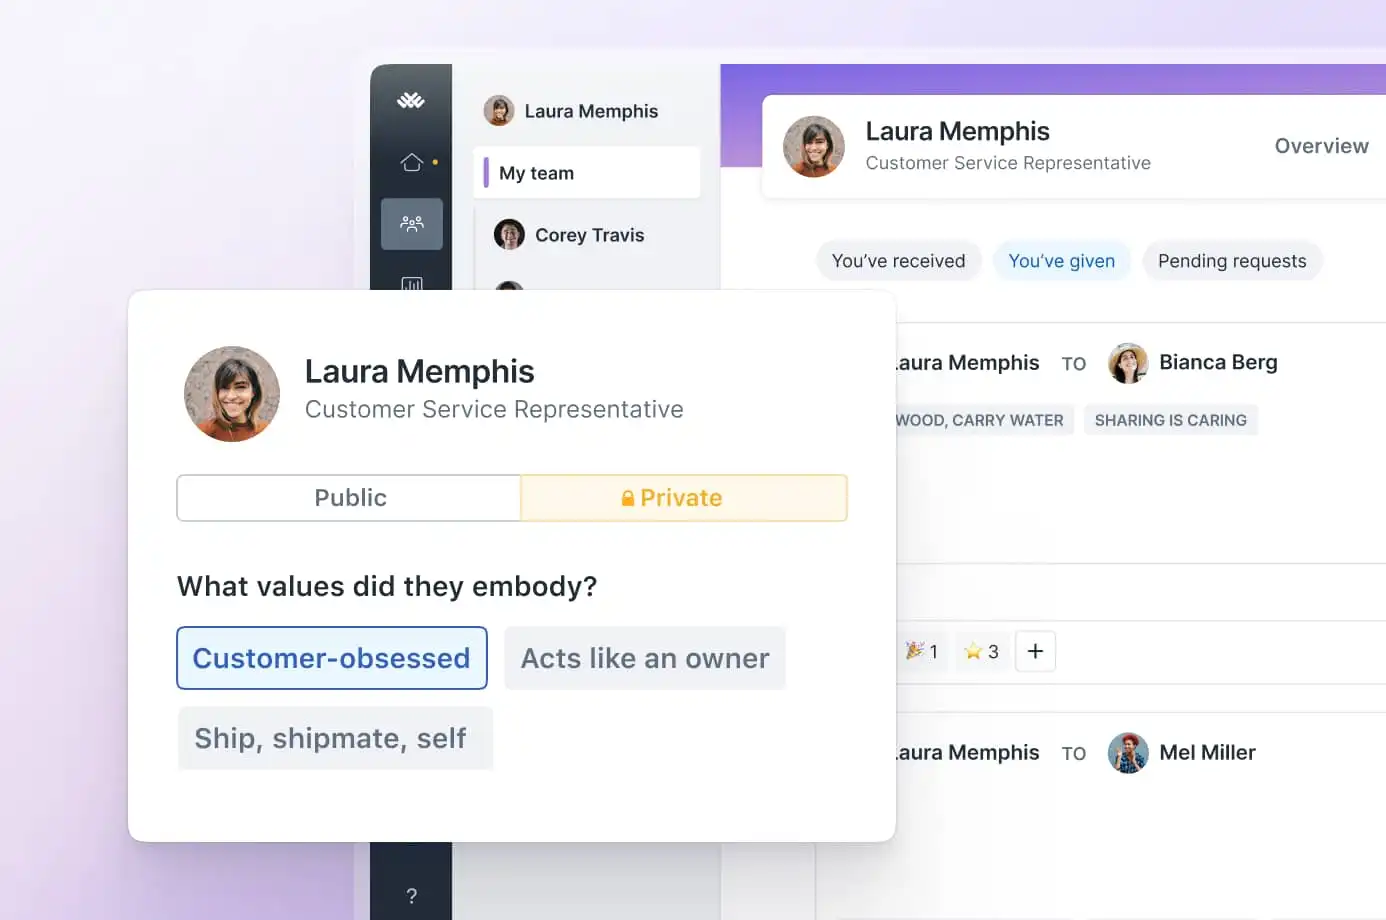 Laura Memphis
My team
Corey Travis
Laura Memphis
Customer Service Representative
Overview
You’ve received
You’ve given
Pending requests
Laura Memphis
Customer Service Representative
Public
Private
What values did they embody?
Customer-obsessed
Acts like an owner
Ship, shipmate, self
aura Memphis TO Bianca Berg
WOOD, CARRY WATER
SHARING IS CARING
1
3
+
aura Memphis TO Mel Miller
?